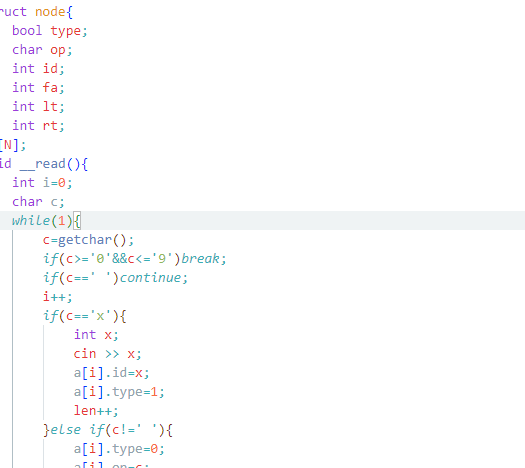 ruct node{
bool type;
char op;
int id;
int fa;
int lt;
int rt;
[N];
id __read(){
int i=0;
char c;
while(1){
c=getchar();
if(c>='0'&&c<='9')break;
if(c==' ')continue;
i++;
if(c=='x'){
int x;
cin >> x;
a[i].id=x;
a[i].type=1;
len++;
}else if(c!=' '){
a[i].type=0;
a[i].op=c;